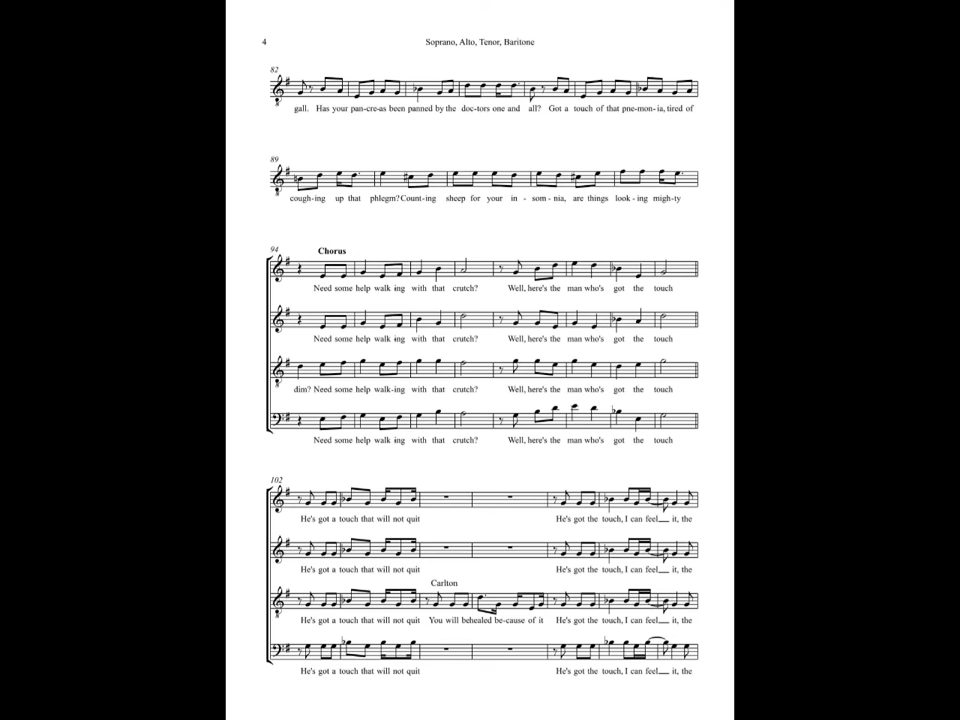 4
Soprano, Alto, Tenor, Baritone
82
gall. Has your pan-cre-as been panned by the doc-tors one and all? Got a touch of that pne-mon-ia, tired of
89
cough-ing up that phlegm? Count-ing sheep for your in - som - nia, are things look - ing migh-ty
94
Chorus
Need some help walk-ing with that crutch? Well, here's the man who's got the touch
Need some help walk-ing with that crutch? Well, here's the man who's got the touch
dim? Need some help walk-ing with that crutch? Well, here's the man who's got the touch
Need some help walk-ing with that crutch? Well, here's the man who's got the touch
102
He's got a touch that will not quit He's got the touch, I can feel__ it, the
He's got a touch that will not quit He's got the touch, I can feel__ it, the
Carlton
He's got a touch that will not quit You will behealed be-cause of it He's got the touch, I can feel__ it, the
He's got a touch that will not quit He's got the touch, I can feel__ it, the